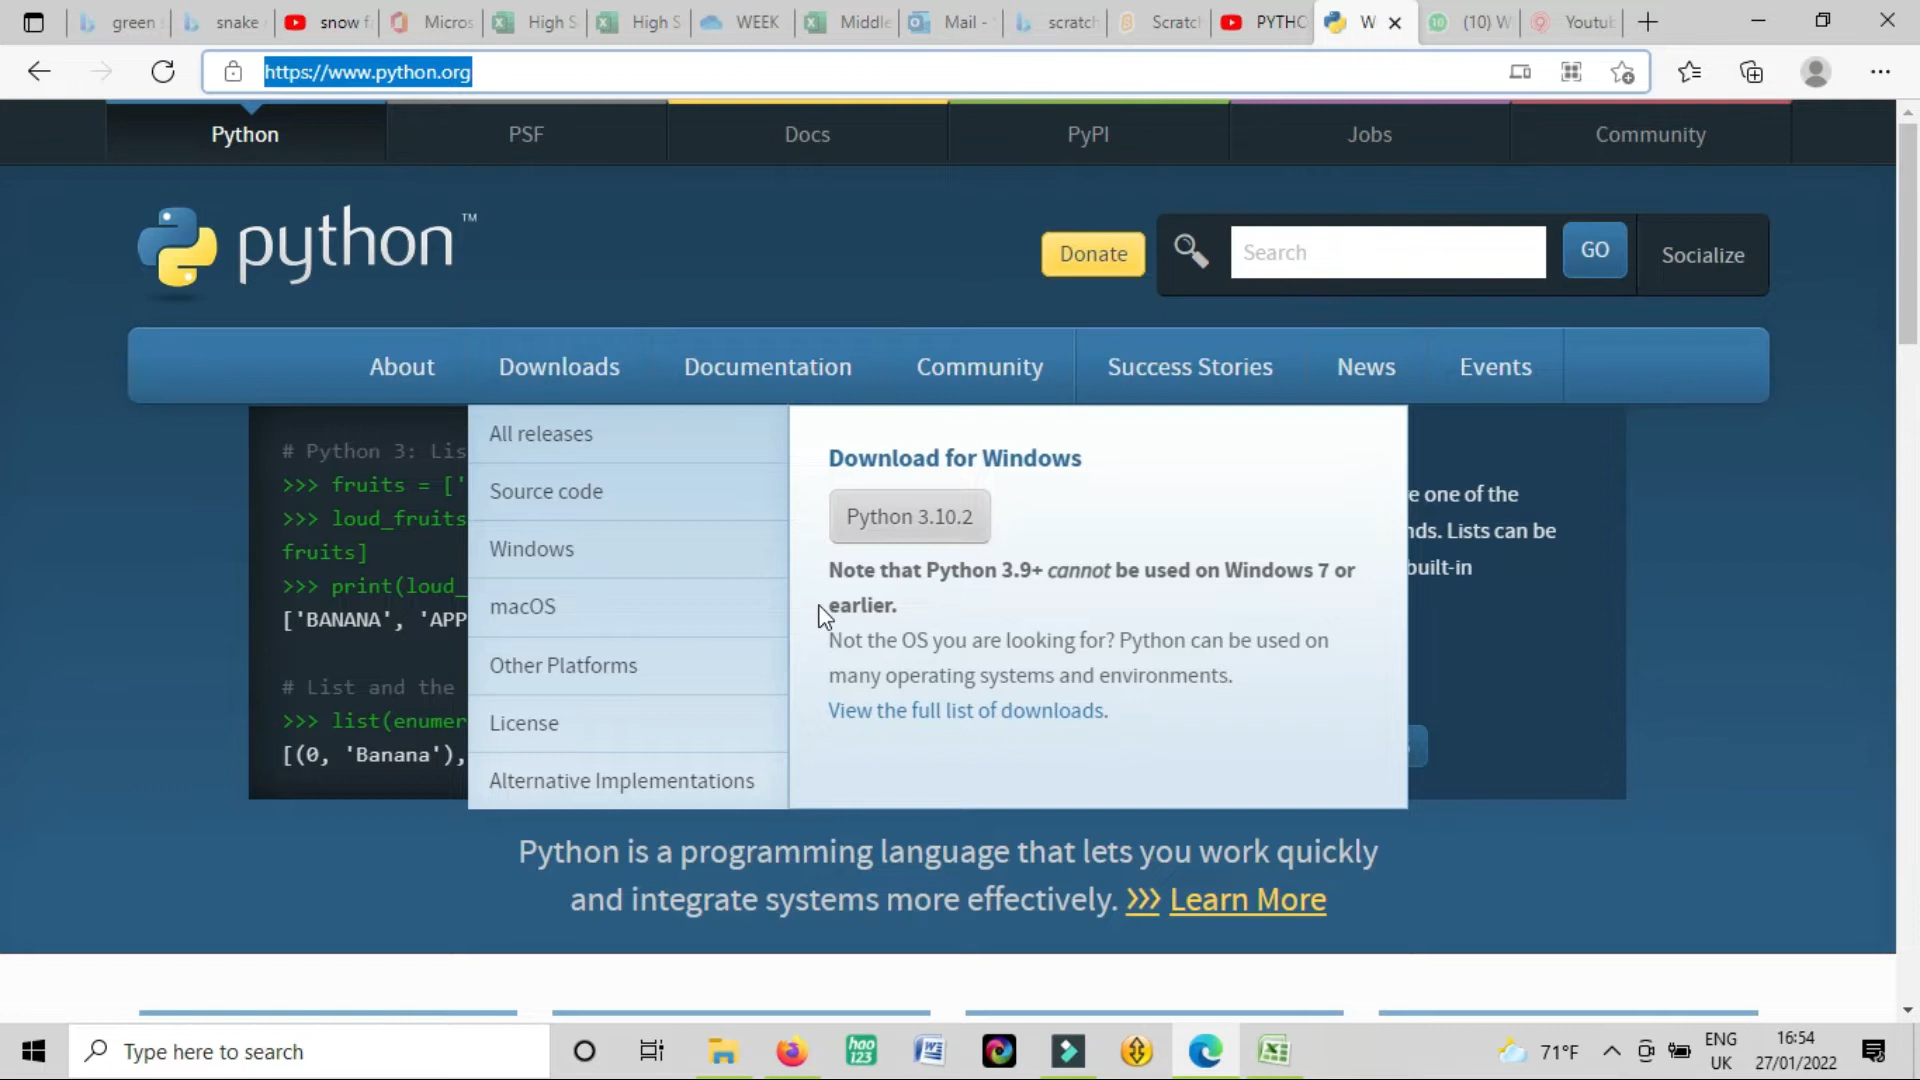 green
snake
snow f
Micros
High S
High S
WEEK
Middle
Mail -
scratch
Scratch
PYTHO
W
(10) W
Youtub
https://www.python.org
Python
PSF
Docs
PyPI
Jobs
Community
python™
Donate
Search
GO
Socialize
About
Downloads
Documentation
Community
Success Stories
News
Events
# Python 3: Lis
>>> fruits = ['
>>> loud_fruits
fruits]
>>> print(loud_
['BANANA', 'APP
# List and the
>>> list(enumer
[(0, 'Banana'),
All releases
Source code
Windows
macOS
Other Platforms
License
Alternative Implementations
Download for Windows
Python 3.10.2
Note that Python 3.9+ cannot be used on Windows 7 or
earlier.
Not the OS you are looking for? Python can be used on
many operating systems and environments.
View the full list of downloads.
e one of the
nds. Lists can be
built-in
Python is a programming language that lets you work quickly
and integrate systems more effectively. >>> Learn More
Type here to search
hao
123
71°F
ENG
UK
16:54
27/01/2022